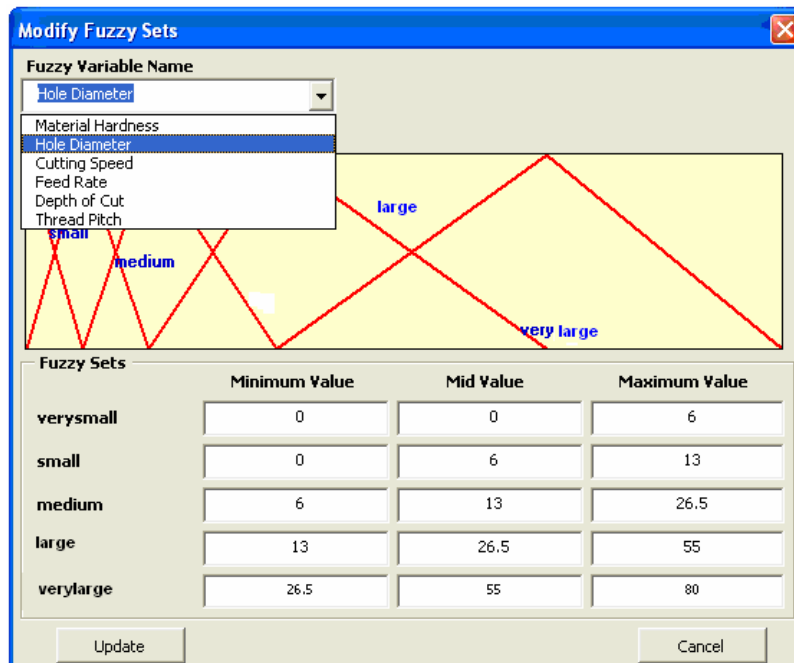 Modify Fuzzy Sets
Fuzzy Variable Name
Hole Diameter
Material Hardness
Hole Diameter
Cutting Speed
Feed Rate
Depth of Cut
Thread Pitch
large
small
medium
very large
Fuzzy Sets
Minimum Value Mid Value Maximum Value
verysmall 0 0 6
small 0 6 13
medium 6 13 26.5
large 13 26.5 55
verylarge 26.5 55 80
Update Cancel